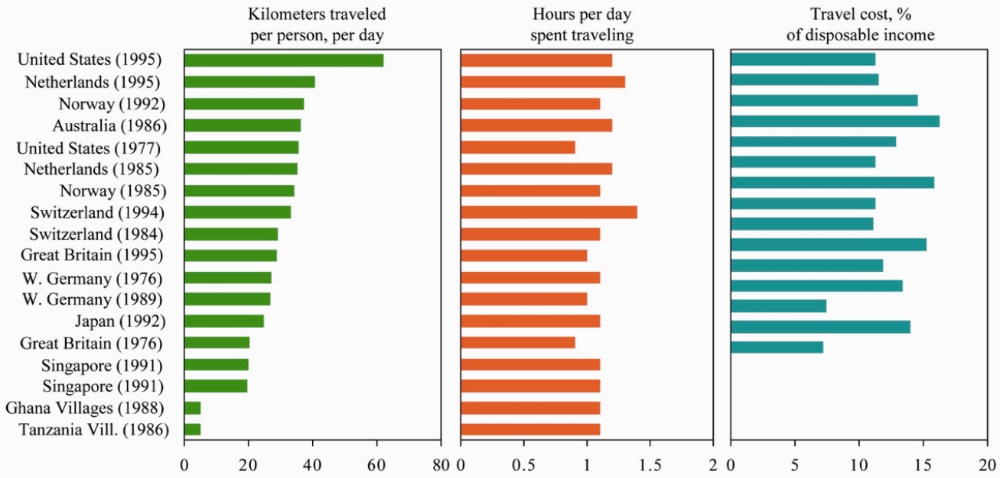 Kilometers traveled
per person, per day
Hours per day
spent traveling
Travel cost, %
of disposable income
United States (1995)
Netherlands (1995)
Norway (1992)
Australia (1986)
United States (1977)
Netherlands (1985)
Norway (1985)
Switzerland (1994)
Switzerland (1984)
Great Britain (1995)
W. Germany (1976)
W. Germany (1989)
Japan (1992)
Great Britain (1976)
Singapore (1991)
Singapore (1991)
Ghana Villages (1988)
Tanzania Vill. (1986)
0 20 40 60 80
0 0.5 1 1.5 2
0 5 10 15 20